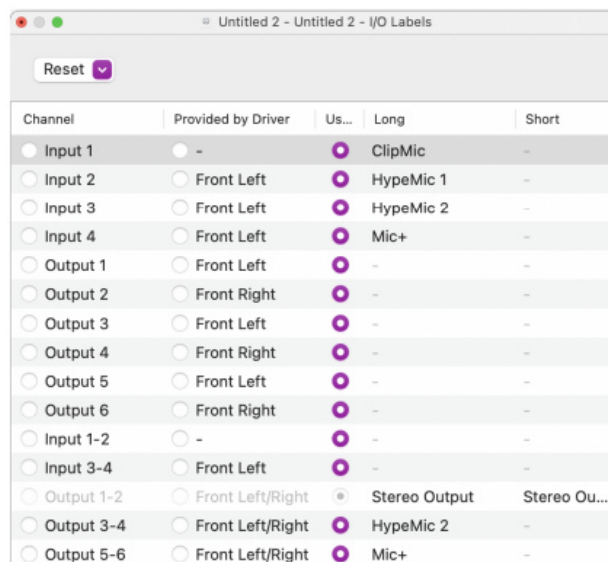 Untitled 2 - Untitled 2 - I/O Labels
Reset
Channel Provided by Driver Us... Long Short
Input 1 - ClipMic -
Input 2 Front Left HypeMic 1 -
Input 3 Front Left HypeMic 2 -
Input 4 Front Left Mic+ -
Output 1 Front Left - -
Output 2 Front Right - -
Output 3 Front Left - -
Output 4 Front Right - -
Output 5 Front Left - -
Output 6 Front Right - -
Input 1-2 - - -
Input 3-4 Front Left - -
Output 1-2 Front Left/Right Stereo Output Stereo Ou...
Output 3-4 Front Left/Right HypeMic 2 -
Output 5-6 Front Left/Right Mic+ -